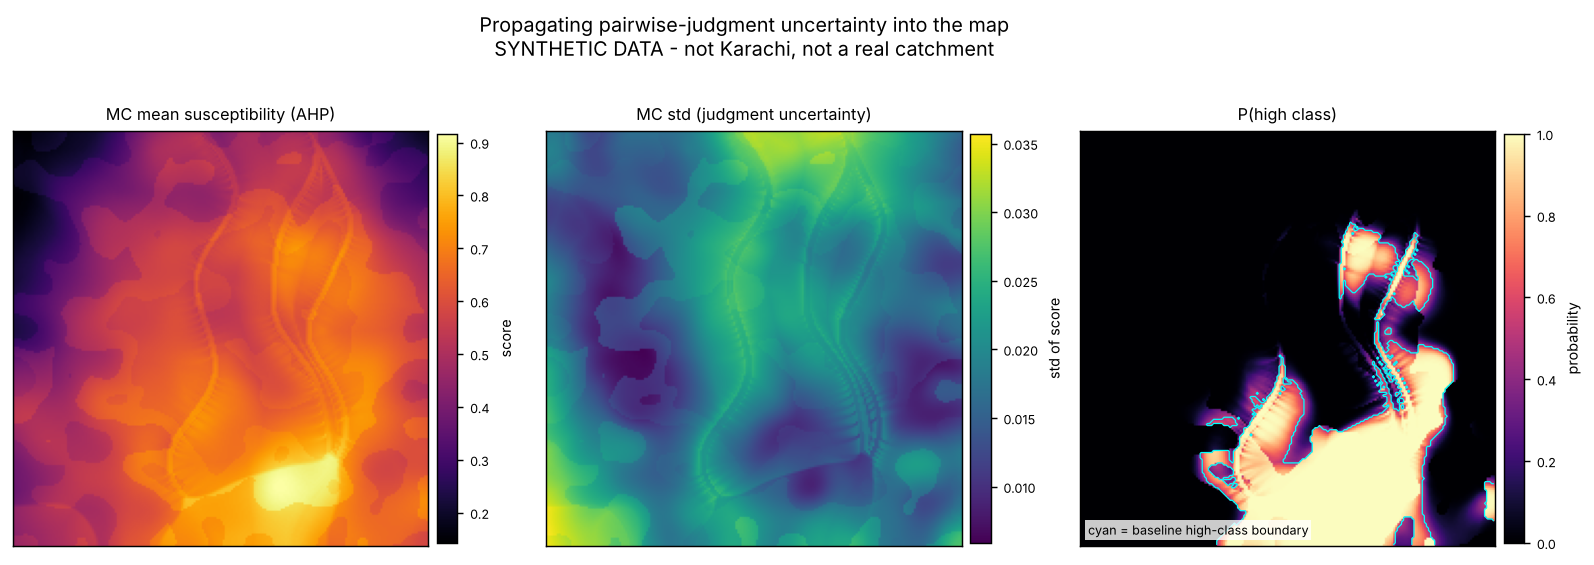 Propagating pairwise-judgment uncertainty into the map
SYNTHETIC DATA - not Karachi, not a real catchment
MC mean susceptibility (AHP)
0.9
0.8
0.7
0.6
0.5
0.4
0.3
0.2
score
MC std (judgment uncertainty)
0.035
0.030
0.025
0.020
0.015
0.010
std of score
P(high class)
cyan = baseline high-class boundary
1.0
0.8
0.6
0.4
0.2
0.0
probability